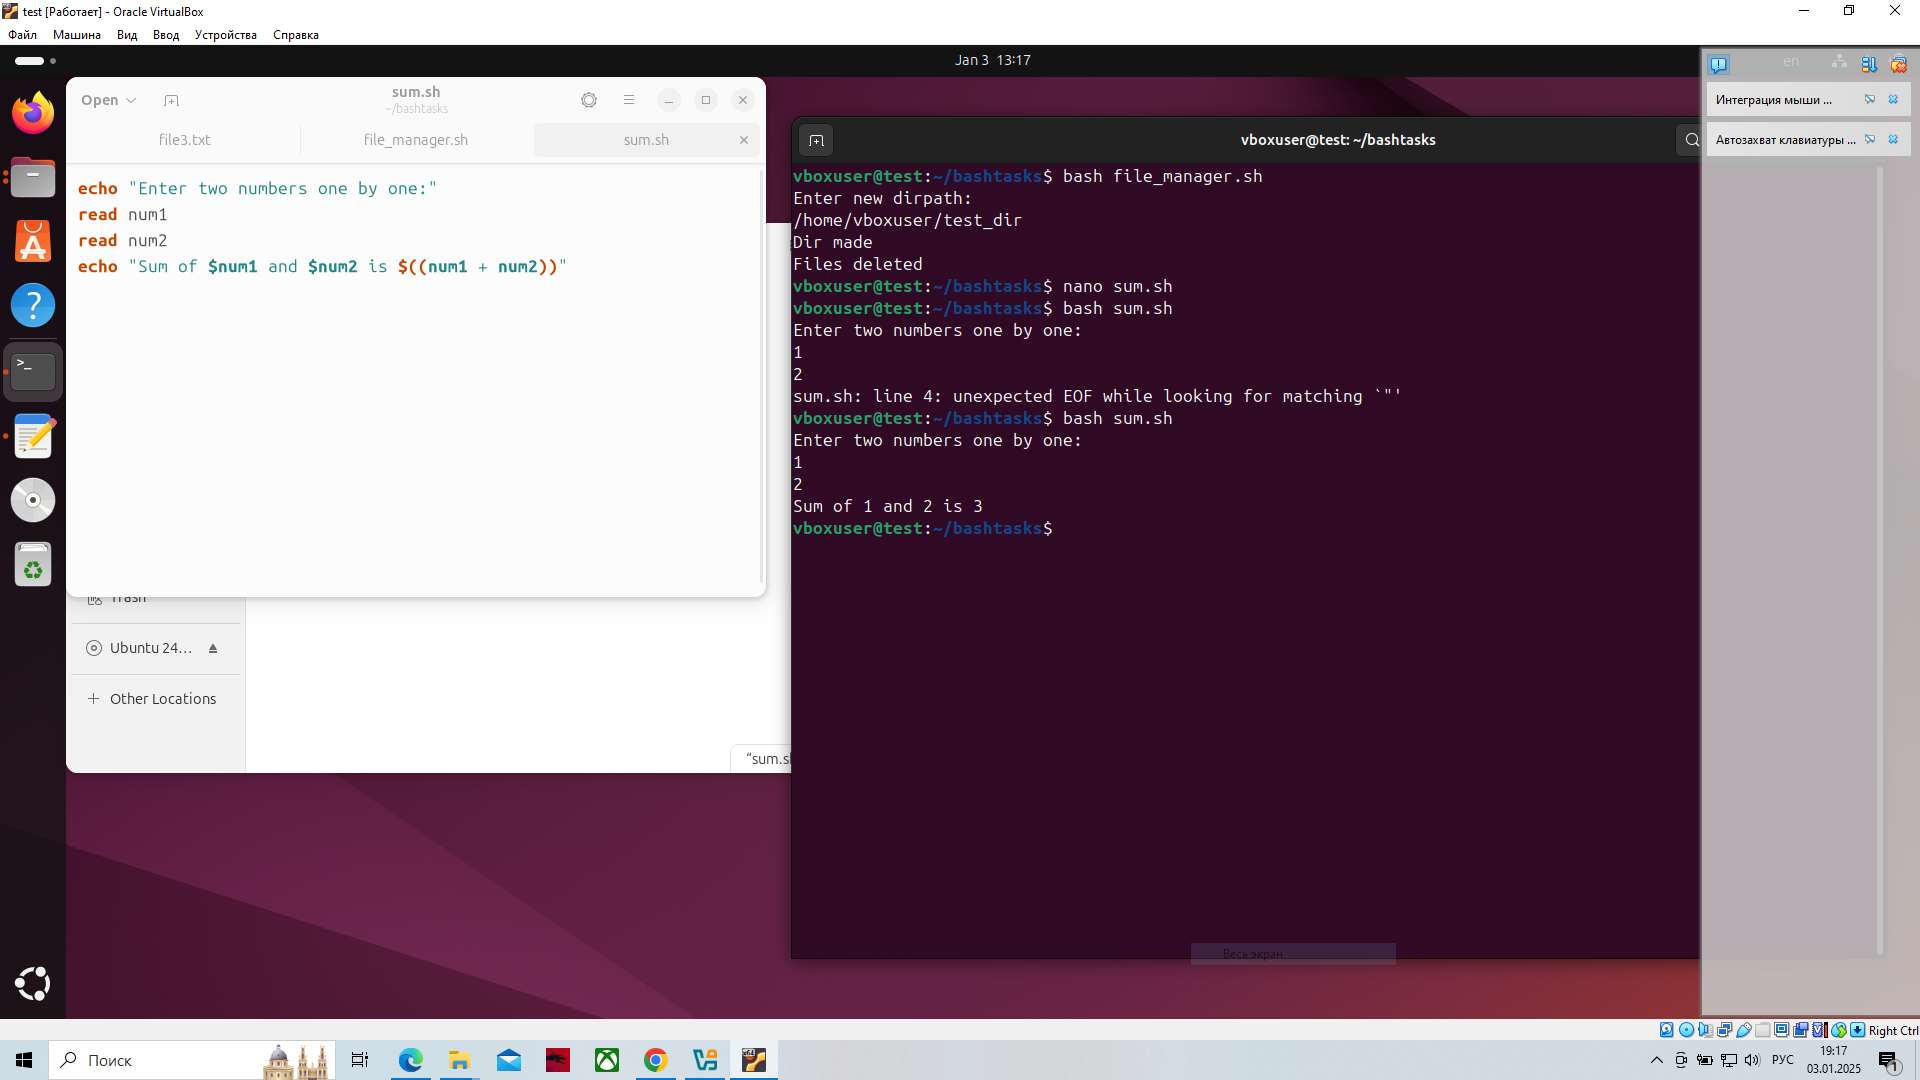 test [Работает] - Oracle VirtualBox
Файл Машина Вид Ввод Устройства Справка
Jan 3 13:17
en
Open
sum.sh
~/bashtasks
file3.txt
file_manager.sh
sum.sh
echo "Enter two numbers one by one:"
read num1
read num2
echo "Sum of $num1 and $num2 is $((num1 + num2))"
Trash
Ubuntu 24…
Other Locations
“sum.sh
vboxuser@test: ~/bashtasks
vboxuser@test:~/bashtasks$ bash file_manager.sh
Enter new dirpath:
/home/vboxuser/test_dir
Dir made
Files deleted
vboxuser@test:~/bashtasks$ nano sum.sh
vboxuser@test:~/bashtasks$ bash sum.sh
Enter two numbers one by one:
1
2
sum.sh: line 4: unexpected EOF while looking for matching `"'
vboxuser@test:~/bashtasks$ bash sum.sh
Enter two numbers one by one:
1
2
Sum of 1 and 2 is 3
vboxuser@test:~/bashtasks$
Интеграция мыши ...
Автозахват клавиатуры ...
Весь экран
Right Ctrl
Поиск
x64
РУС
19:17
03.01.2025
1